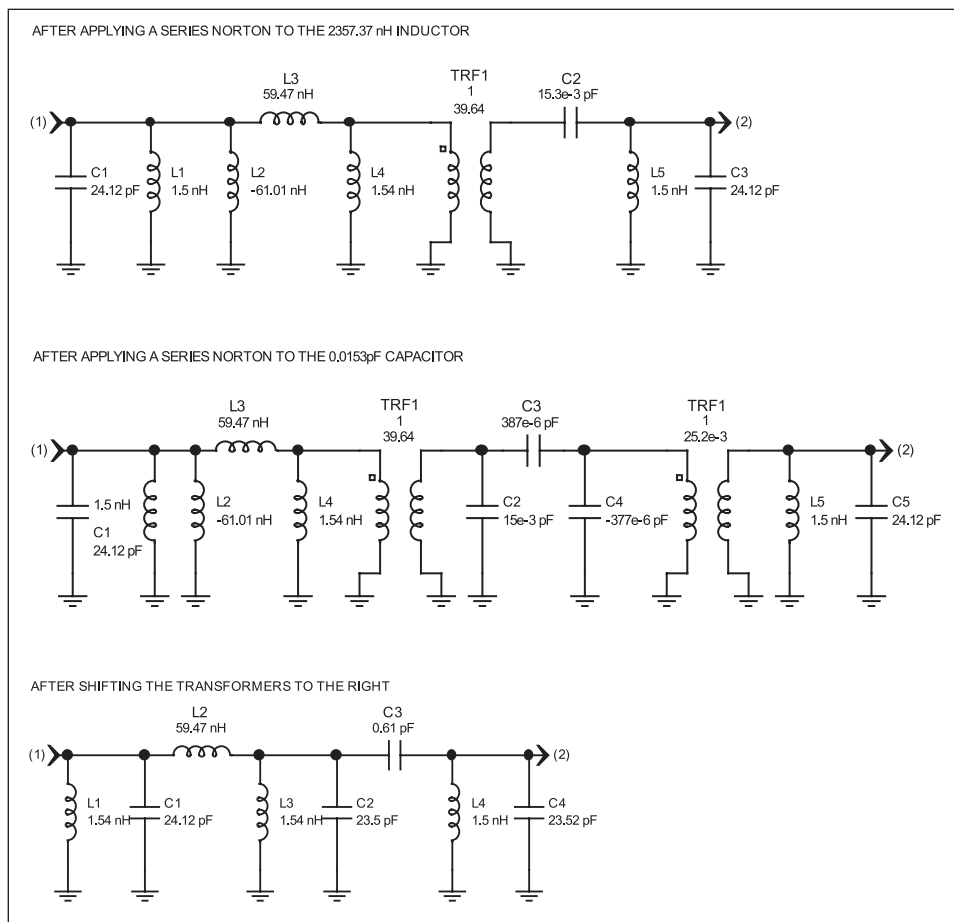 AFTER APPLYING A SERIES NORTON TO THE 2357.37 nH INDUCTOR
L3
59.47 nH
TRF1
1
39.64
C2
15.3e-3 pF
(1)
(2)
C1
24.12 pF
L1
1.5 nH
L2
-61.01 nH
L4
1.54 nH
L5
1.5 nH
C3
24.12 pF
AFTER APPLYING A SERIES NORTON TO THE 0.0153pF CAPACITOR
L3
59.47 nH
TRF1
1
39.64
C3
387e-6 pF
TRF1
1
25.2e-3
(1)
(2)
1.5 nH
C1
24.12 pF
L2
-61.01 nH
L4
1.54 nH
C2
15e-3 pF
C4
-377e-6 pF
L5
1.5 nH
C5
24.12 pF
AFTER SHIFTING THE TRANSFORMERS TO THE RIGHT
L2
59.47 nH
C3
0.61 pF
(1)
(2)
L1
1.54 nH
C1
24.12 pF
L3
1.54 nH
C2
23.5 pF
L4
1.5 nH
C4
23.52 pF